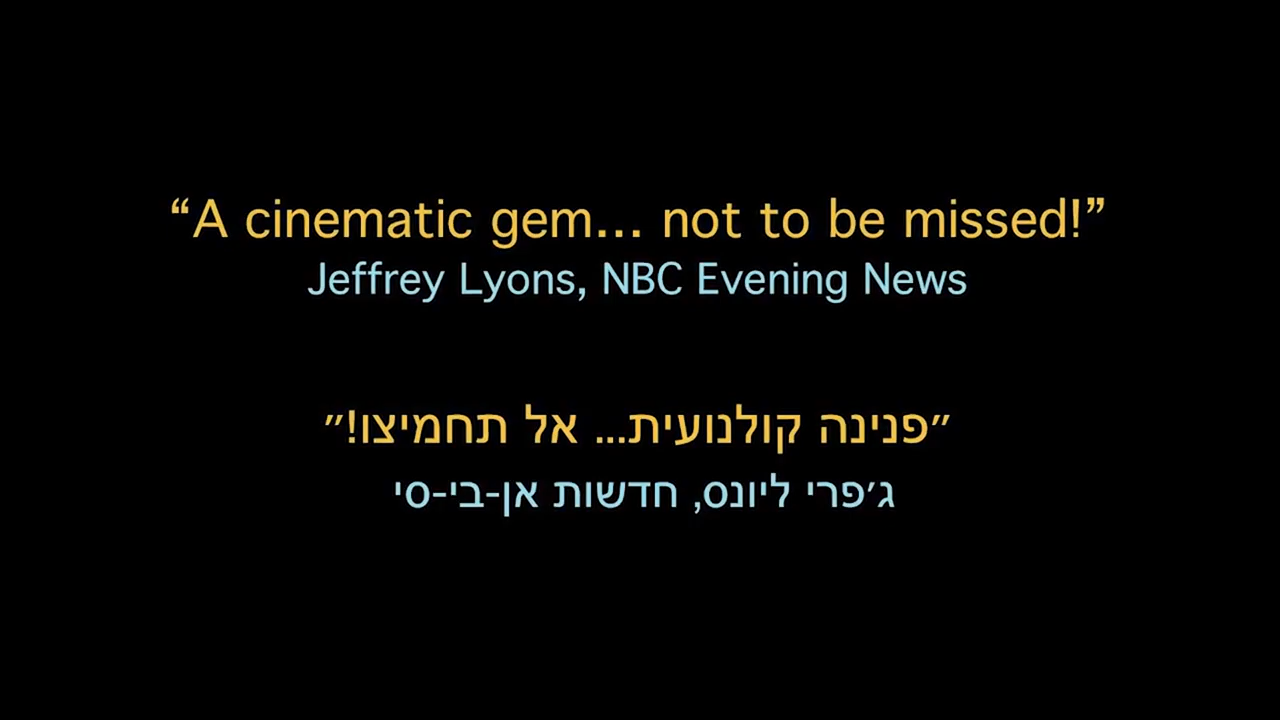 “A cinematic gem... not to be missed!”
Jeffrey Lyons, NBC Evening News
״פנינה קולנועית... אל תחמיצו!״
ג׳פרי ליונס, חדשות אן-בי-סי